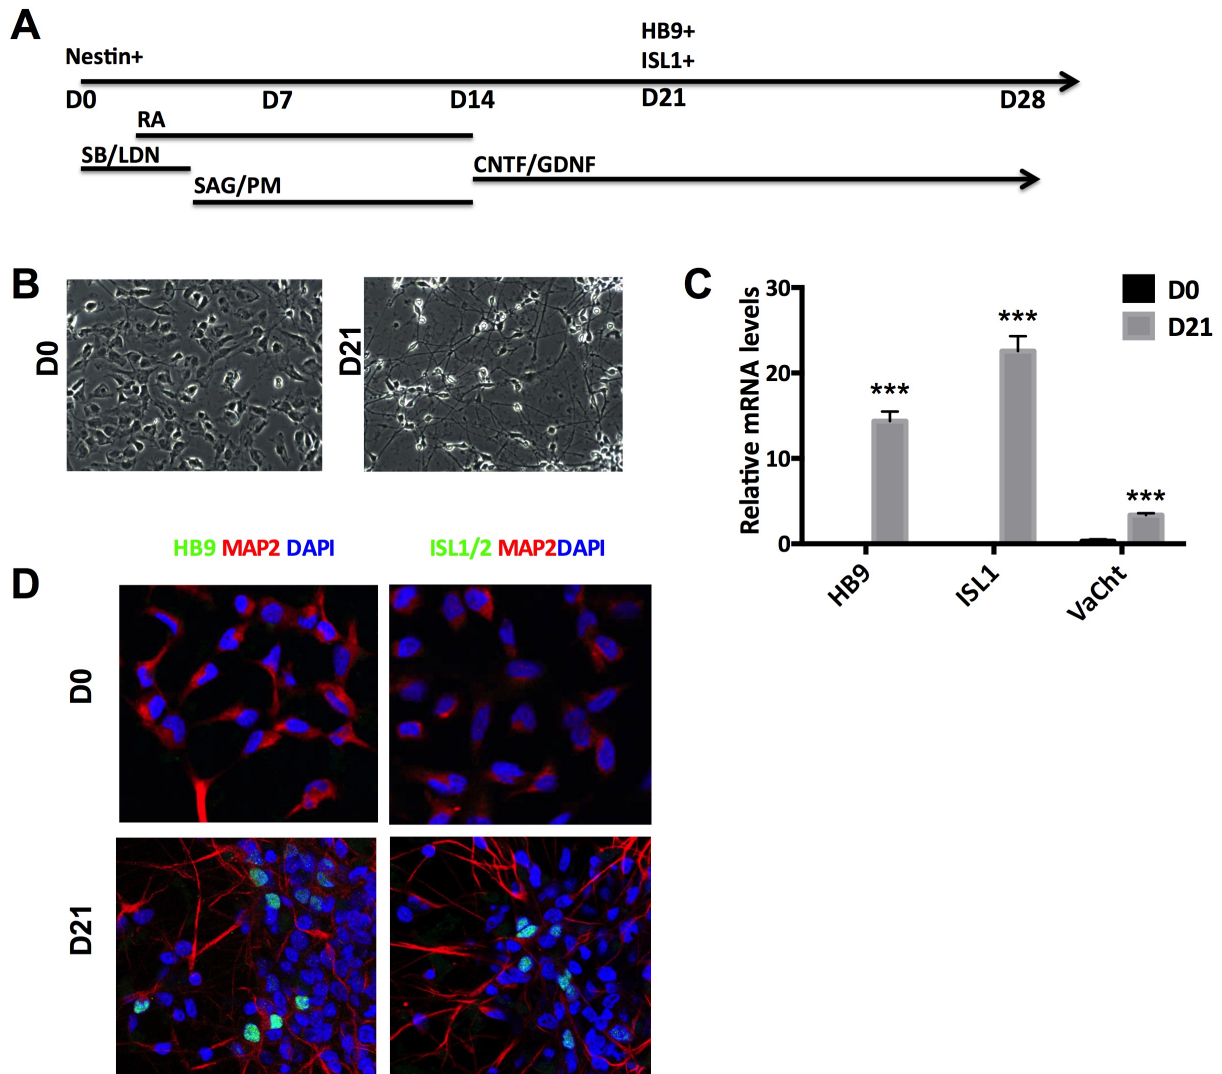 A
HB9+
Nestin+
ISL1+
D0 D7 D14 D21 D28
RA
SB/LDN
CNTF/GDNF
SAG/PM
B
D0
D21
C
Relative mRNA levels
30
20
10
0
***
***
***
D0
D21
HB9
ISL1
VaCht
HB9 MAP2 DAPI
ISL1/2 MAP2DAPI
D
D0
D21